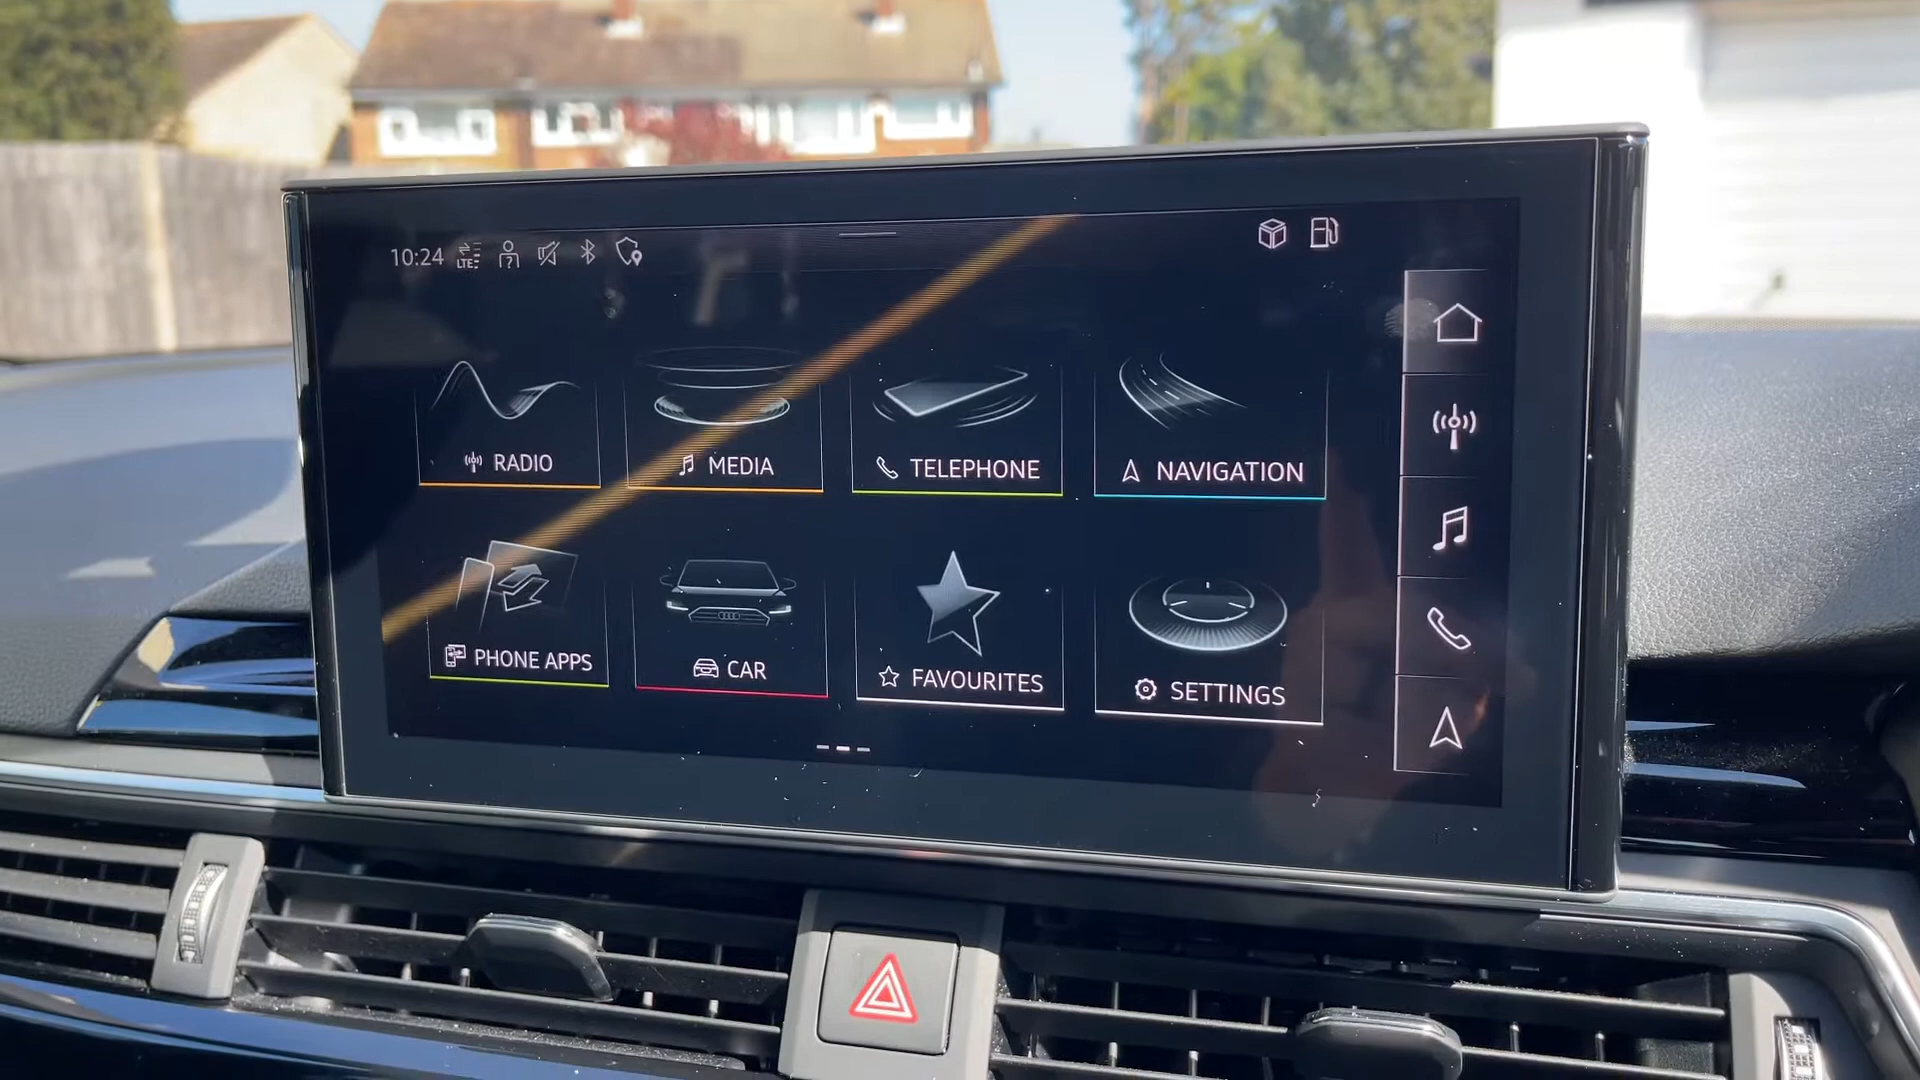 10:24 LTE
RADIO
MEDIA
TELEPHONE
NAVIGATION
PHONE APPS
CAR
FAVOURITES
SETTINGS